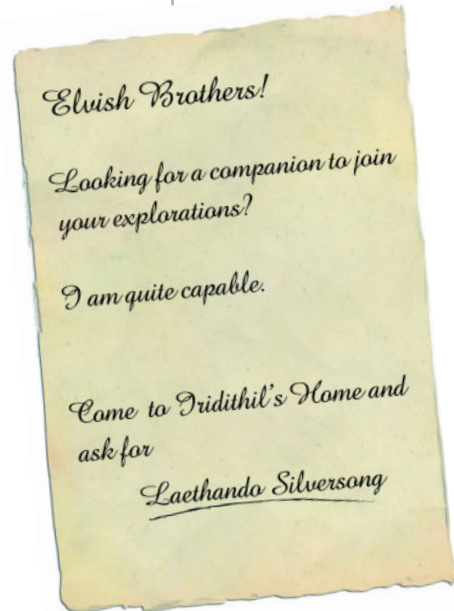 Elvish Brothers!
Looking for a companion to join
your explorations?
I am quite capable.
Come to Iridithil's Home and
ask for
Laethando Silversong